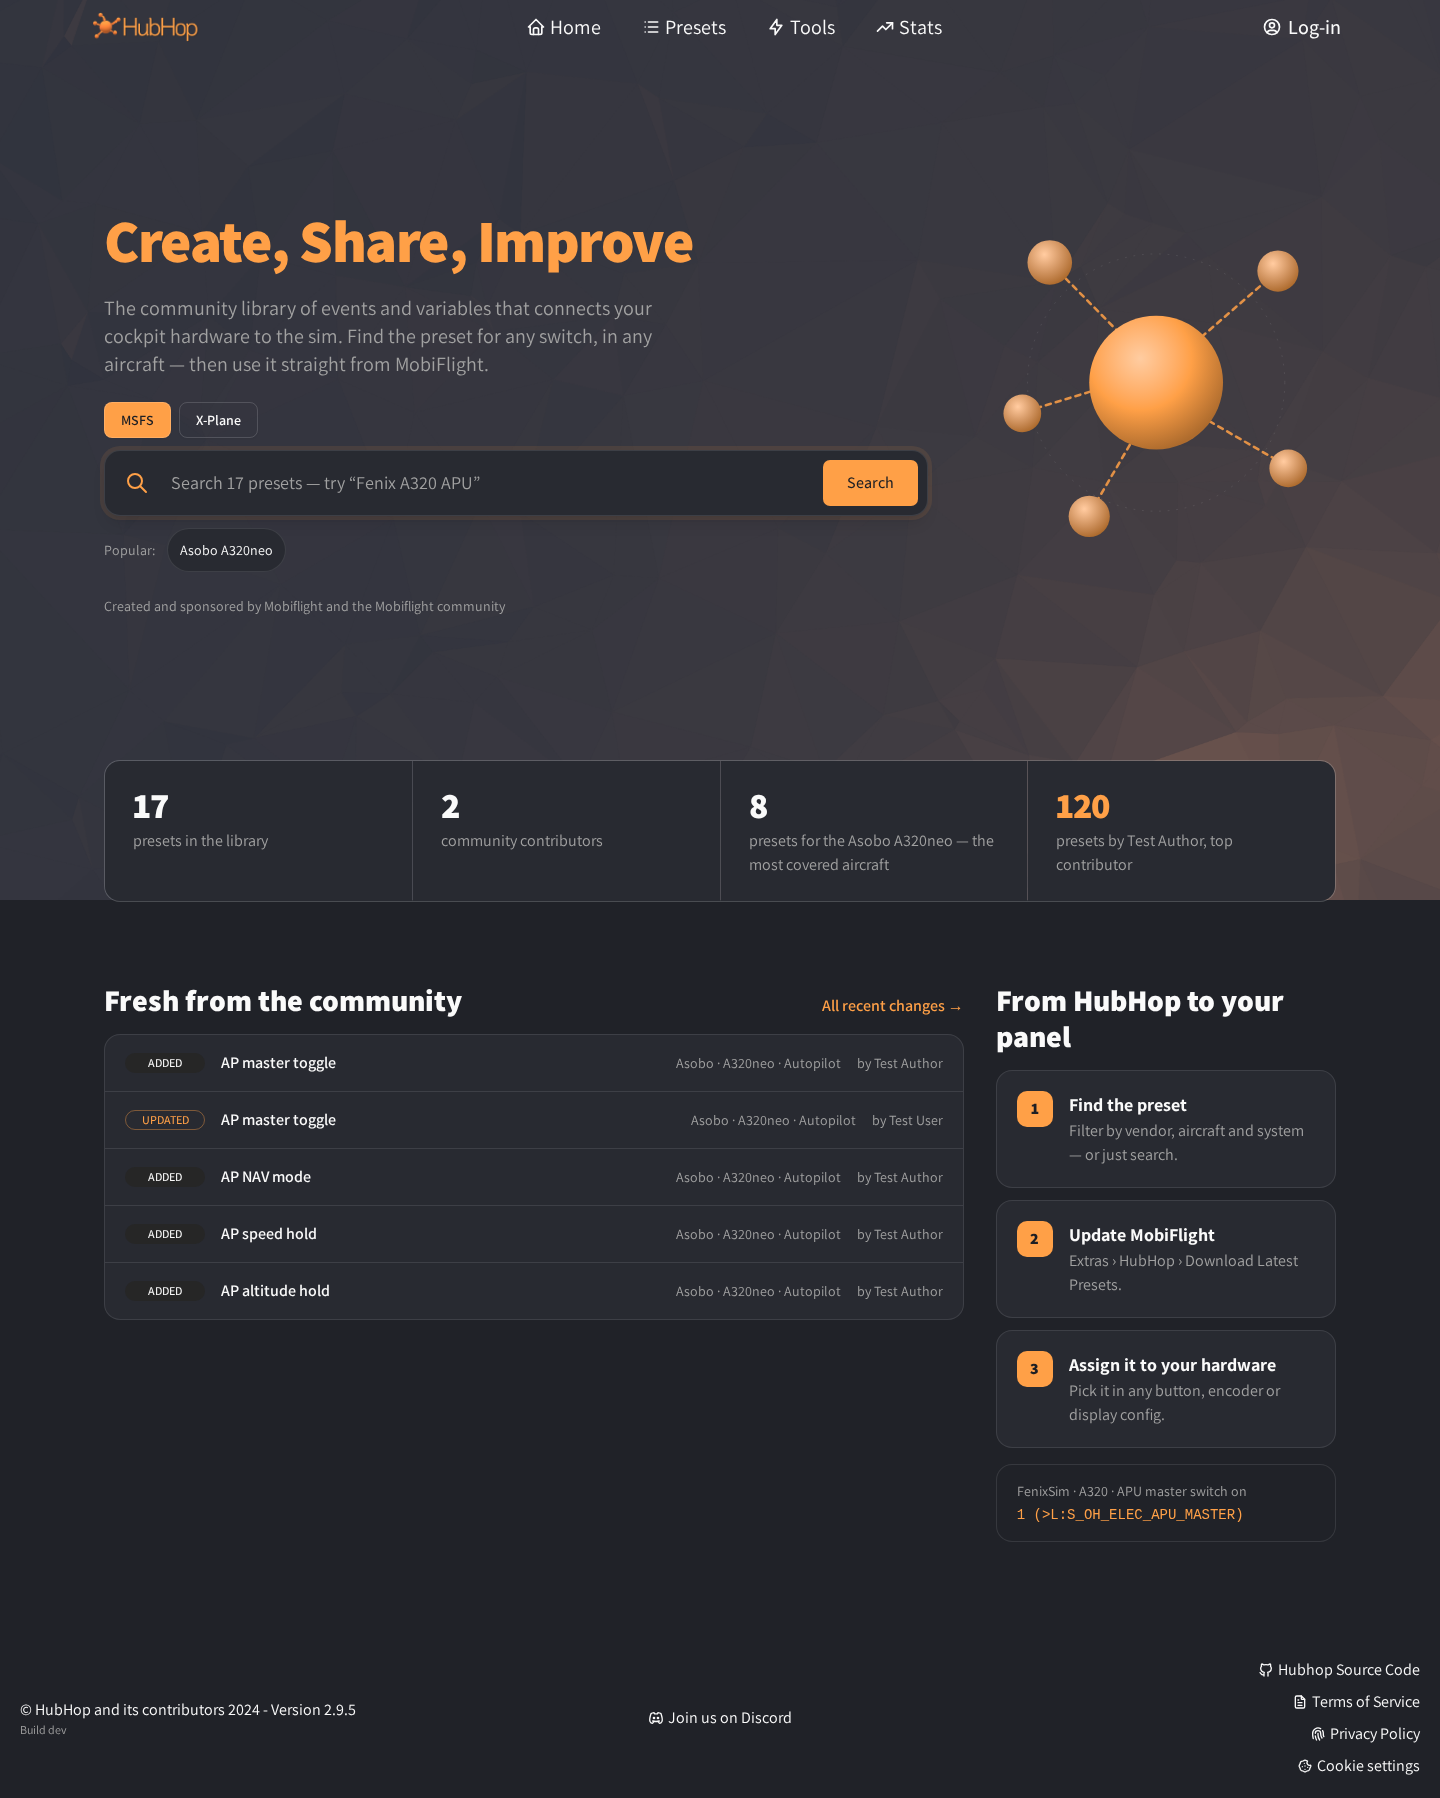 HubHop
Home
Presets
Tools
Stats
Log-in
Create, Share, Improve
The community library of events and variables that connects your
cockpit hardware to the sim. Find the preset for any switch, in any
aircraft — then use it straight from MobiFlight.
MSFS
X-Plane
Search 17 presets — try “Fenix A320 APU”
Search
Popular:
Asobo A320neo
Created and sponsored by Mobiflight and the Mobiflight community
17
presets in the library
2
community contributors
8
presets for the Asobo A320neo — the
most covered aircraft
120
presets by Test Author, top
contributor
Fresh from the community
All recent changes →
ADDED AP master toggle Asobo · A320neo · Autopilot by Test Author
UPDATED AP master toggle Asobo · A320neo · Autopilot by Test User
ADDED AP NAV mode Asobo · A320neo · Autopilot by Test Author
ADDED AP speed hold Asobo · A320neo · Autopilot by Test Author
ADDED AP altitude hold Asobo · A320neo · Autopilot by Test Author
From HubHop to your
panel
1
Find the preset
Filter by vendor, aircraft and system
— or just search.
2
Update MobiFlight
Extras › HubHop › Download Latest
Presets.
3
Assign it to your hardware
Pick it in any button, encoder or
display config.
FenixSim · A320 · APU master switch on
1 (>L:S_OH_ELEC_APU_MASTER)
© HubHop and its contributors 2024 - Version 2.9.5
Build dev
Join us on Discord
Hubhop Source Code
Terms of Service
Privacy Policy
Cookie settings